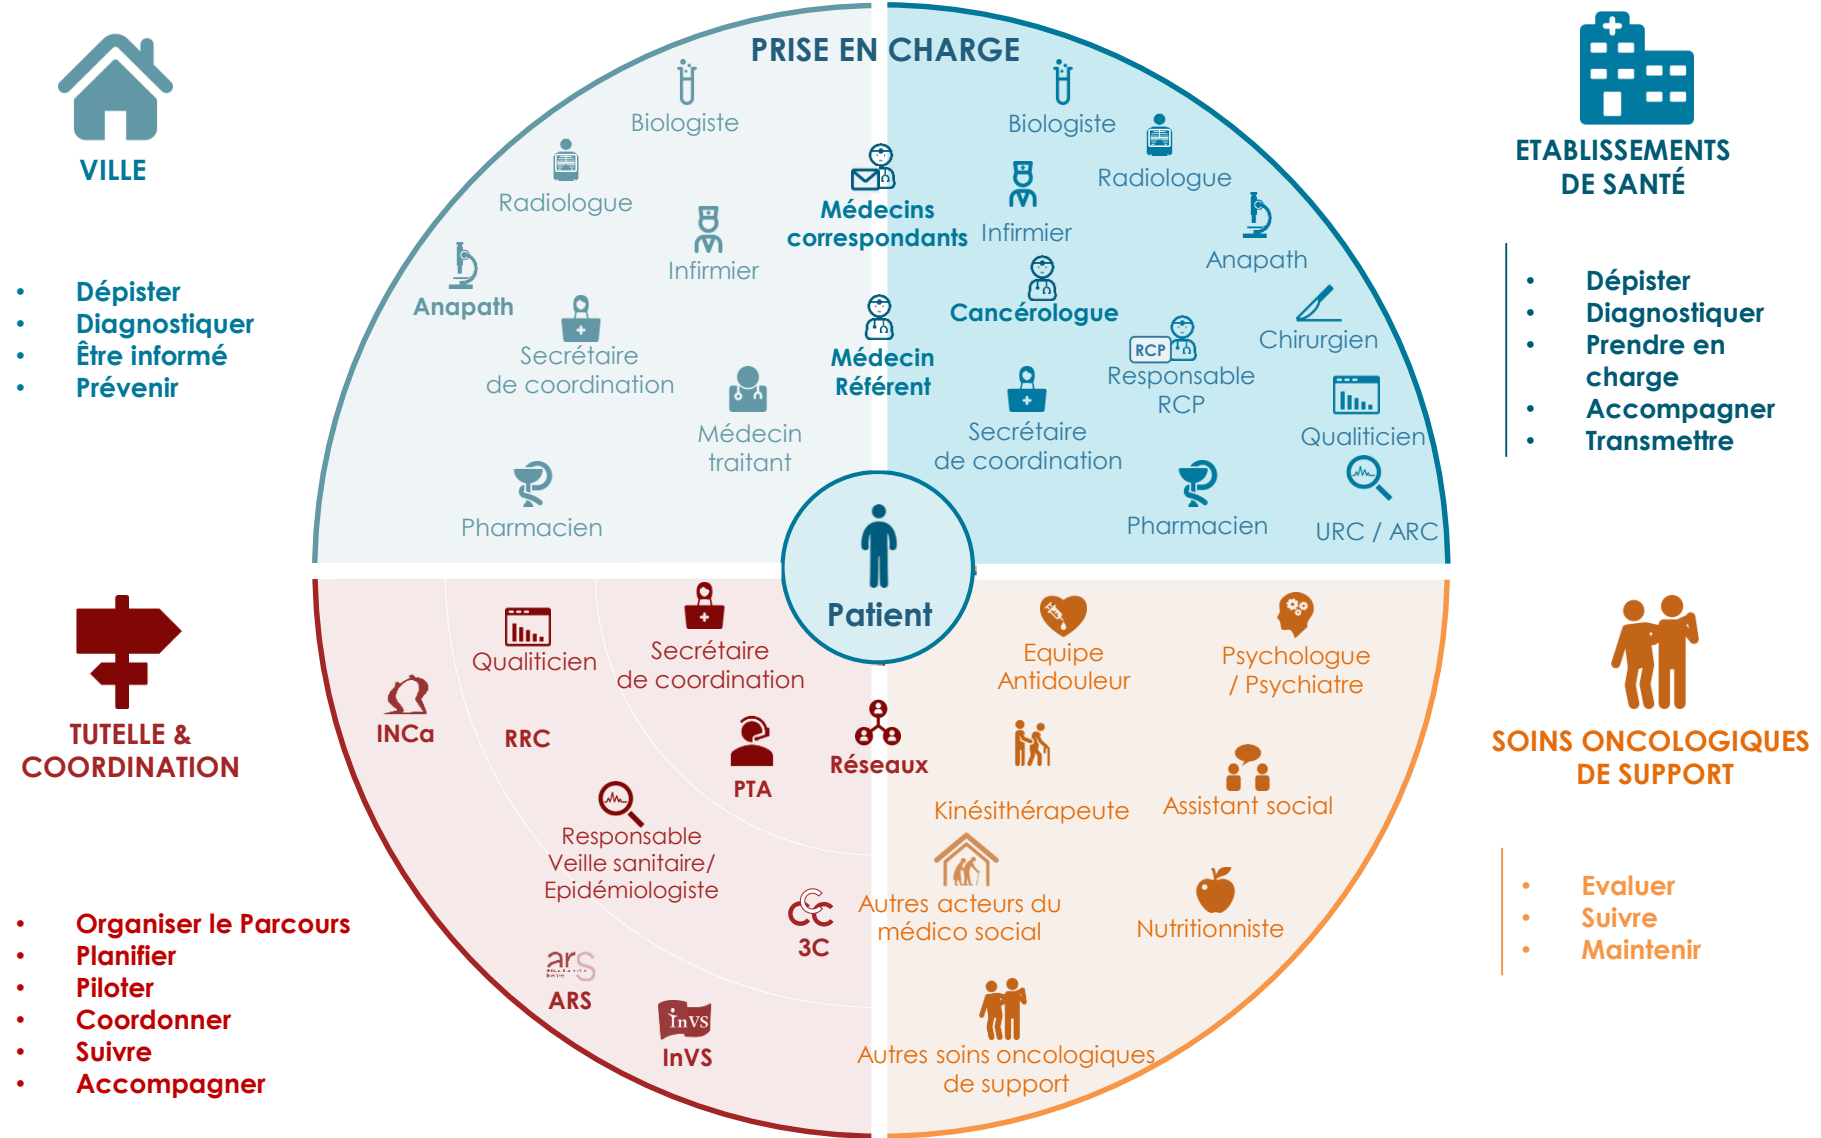 PRISE EN CHARGE
VILLE
• Dépister
• Diagnostiquer
• Être informé
• Prévenir
Biologiste
Radiologue
Infirmier
Anapath
Secrétaire
de coordination
Médecin
traitant
Pharmacien
Médecins
correspondants
Médecin
Référent
Biologiste
Radiologue
Infirmier
Anapath
Cancérologue
Chirurgien
RCP
Responsable
RCP
Secrétaire
de coordination
Qualiticien
Pharmacien
URC / ARC
ETABLISSEMENTS
DE SANTÉ
• Dépister
• Diagnostiquer
• Prendre en
charge
• Accompagner
• Transmettre
Patient
TUTELLE &
COORDINATION
• Organiser le Parcours
• Planifier
• Piloter
• Coordonner
• Suivre
• Accompagner
Qualiticien
Secrétaire
de coordination
INCa
RRC
PTA
Réseaux
Responsable
Veille sanitaire/
Epidémiologiste
CCC
3C
ars
ARS
InVS
InVS
Equipe
Antidouleur
Psychologue
/ Psychiatre
Kinésithérapeute
Assistant social
Autres acteurs du
médico social
Nutritionniste
Autres soins oncologiques
de support
SOINS ONCOLOGIQUES
DE SUPPORT
• Evaluer
• Suivre
• Maintenir